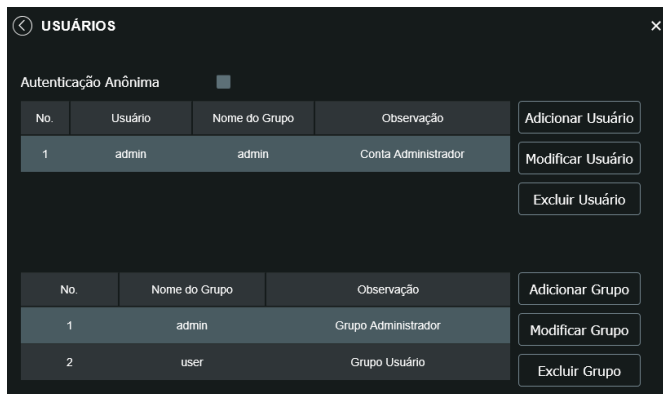 USUÁRIOS ×
Autenticação Anônima
No. Usuário Nome do Grupo Observação Adicionar Usuário
1 admin admin Conta Administrador Modificar Usuário
Excluir Usuário
No. Nome do Grupo Observação Adicionar Grupo
1 admin Grupo Administrador Modificar Grupo
2 user Grupo Usuário Excluir Grupo